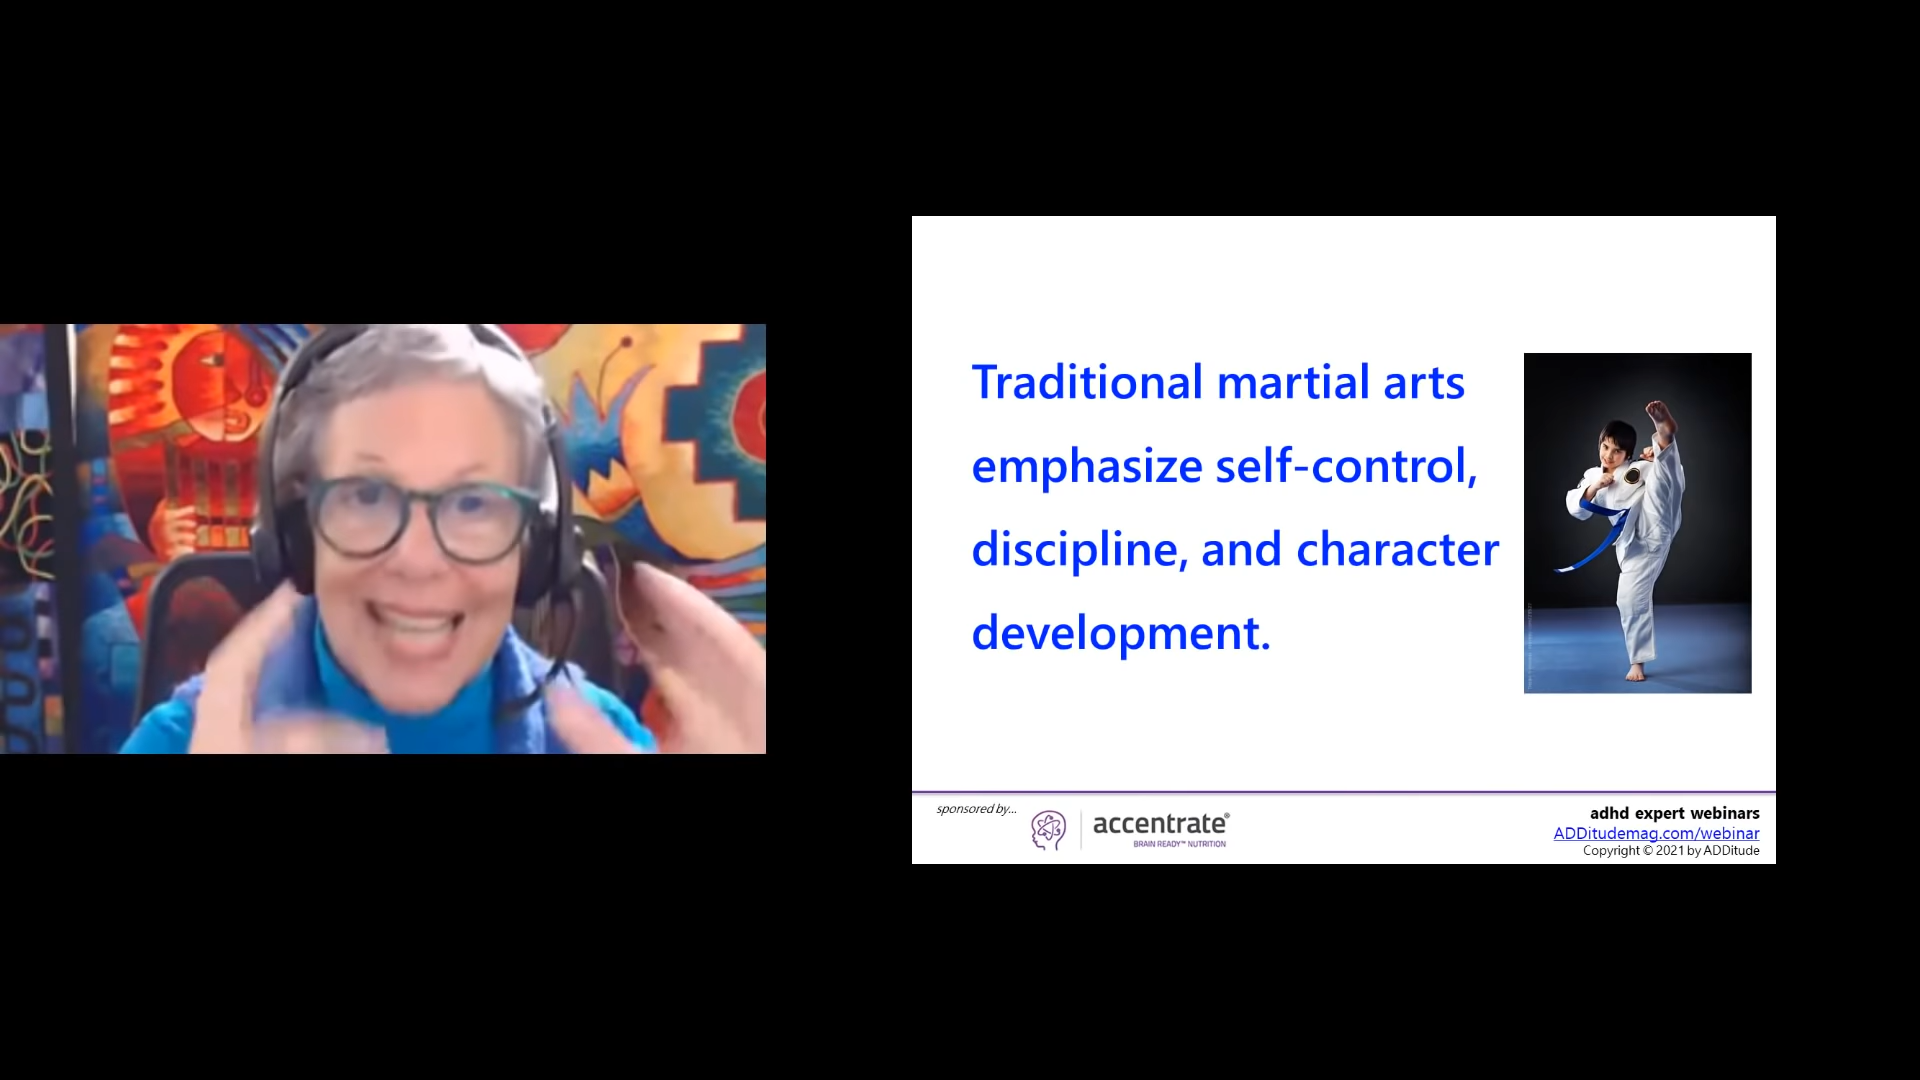 Traditional martial arts
emphasize self-control,
discipline, and character
development.
sponsored by...
accentrate®
BRAIN READY™ NUTRITION
adhd expert webinars
ADDitudemag.com/webinar
Copyright © 2021 by ADDitude